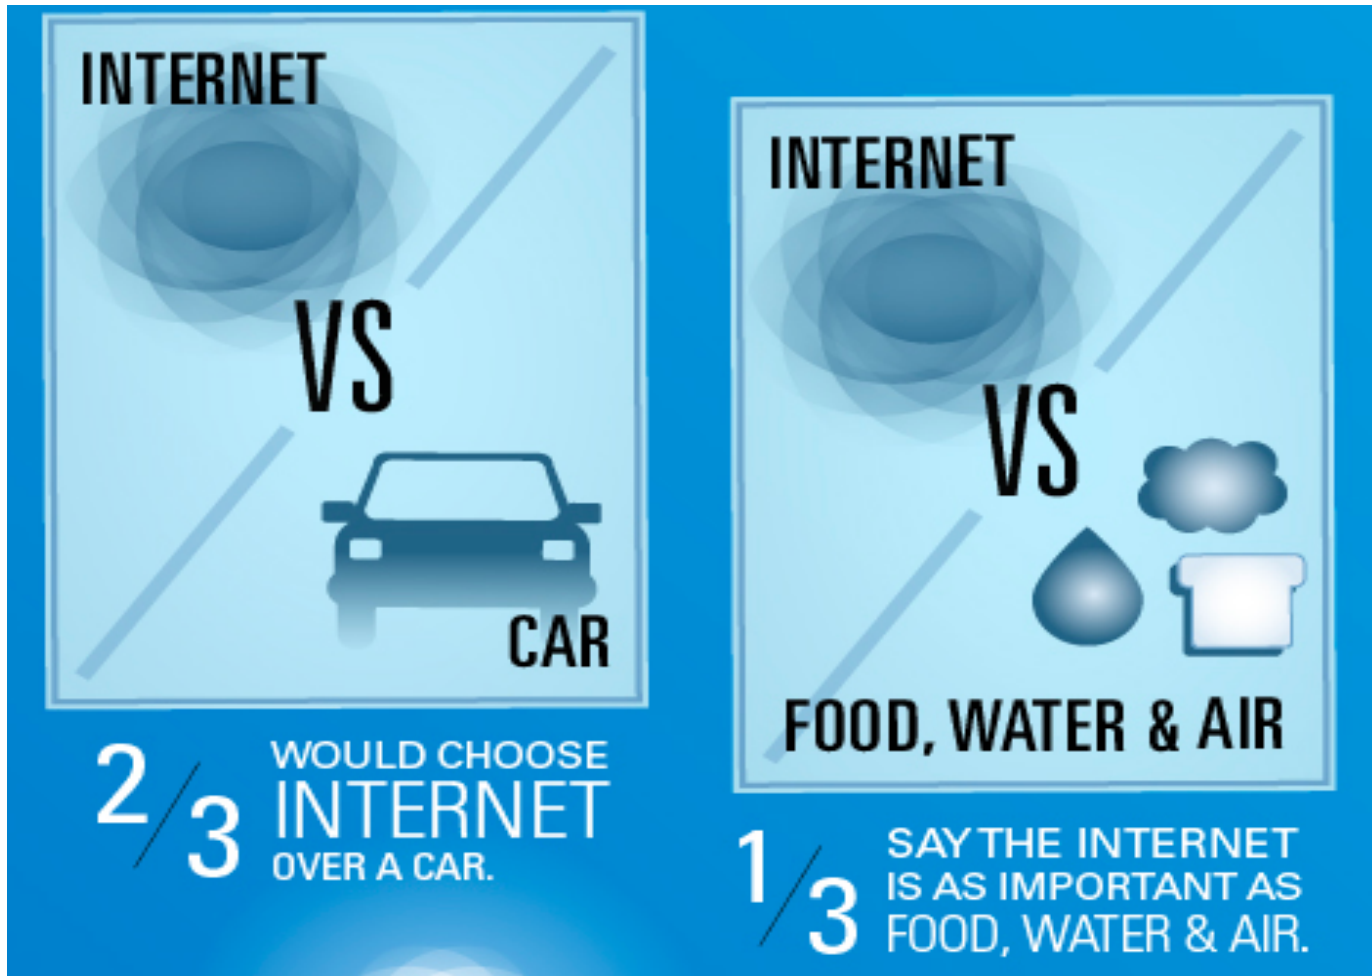 INTERNET
VS
CAR
2/3
WOULD CHOOSE
INTERNET
OVER A CAR.
INTERNET
VS
FOOD, WATER & AIR
1/3
SAY THE INTERNET
IS AS IMPORTANT AS
FOOD, WATER & AIR.